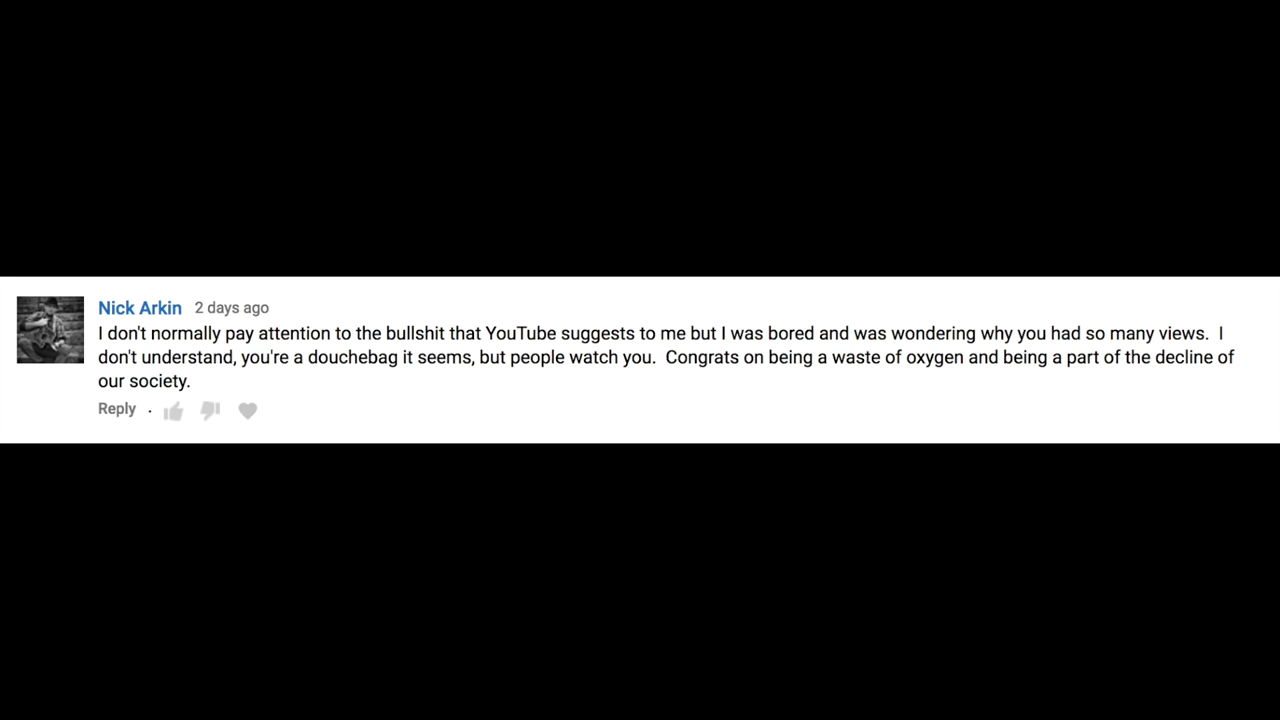 Nick Arkin 2 days ago
I don't normally pay attention to the bullshit that YouTube suggests to me but I was bored and was wondering why you had so many views.  I
don't understand, you're a douchebag it seems, but people watch you.  Congrats on being a waste of oxygen and being a part of the decline of
our society.
Reply ·